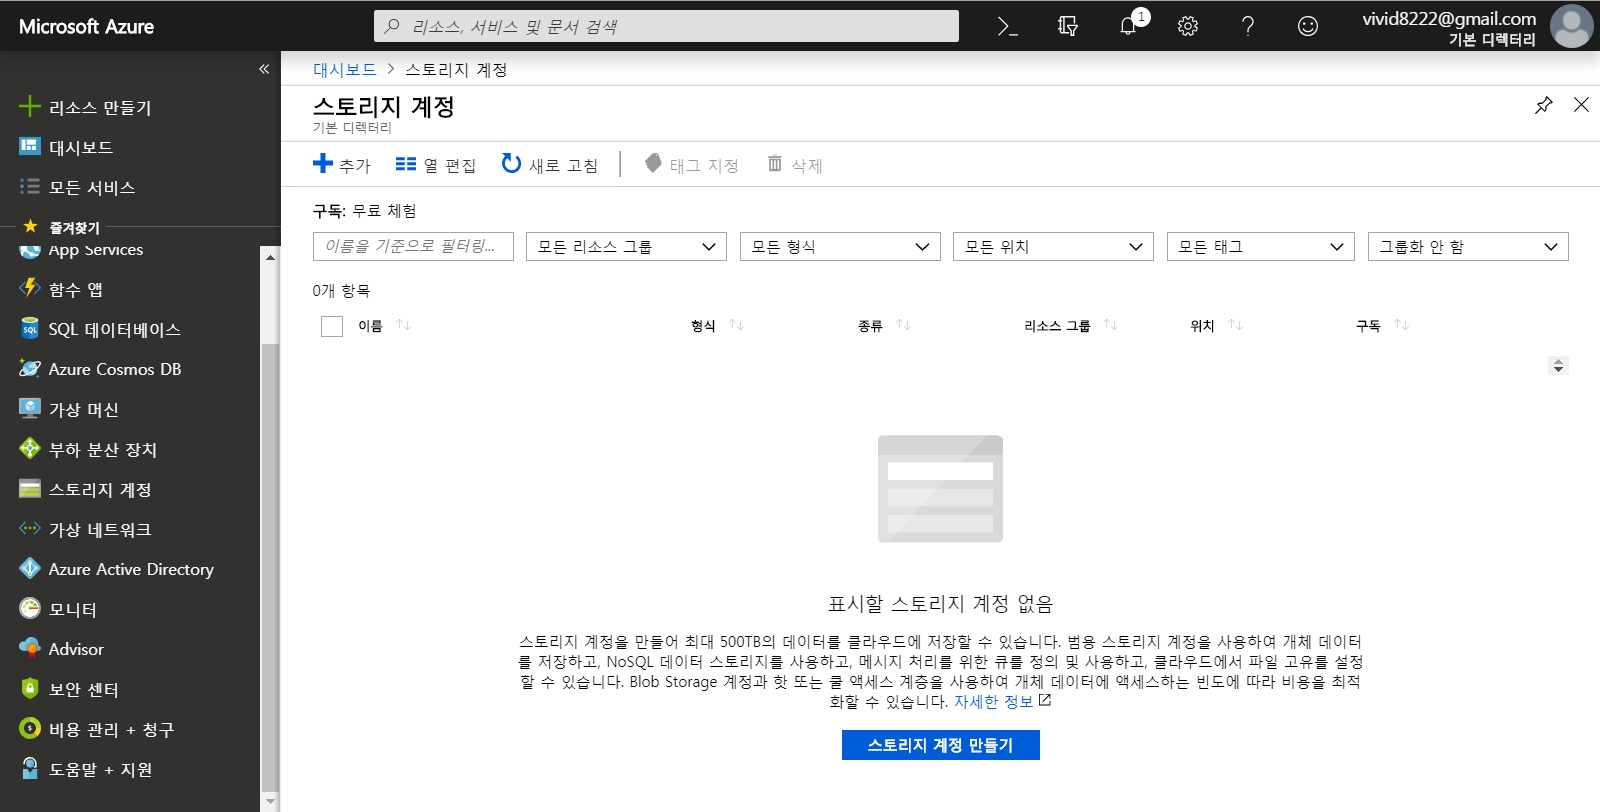 Microsoft Azure
리소스, 서비스 및 문서 검색
1
vivid8222@gmail.com
기본 디렉터리
리소스 만들기
대시보드
모든 서비스
즐겨찾기
App Services
함수 앱
SQL 데이터베이스
Azure Cosmos DB
가상 머신
부하 분산 장치
스토리지 계정
가상 네트워크
Azure Active Directory
모니터
Advisor
보안 센터
비용 관리 + 청구
도움말 + 지원
대시보드 > 스토리지 계정
스토리지 계정
기본 디렉터리
추가 열 편집 새로 고침 태그 지정 삭제
구독: 무료 체험
이름을 기준으로 필터링... 모든 리소스 그룹 모든 형식 모든 위치 모든 태그 그룹화 안 함
0개 항목
이름 형식 종류 리소스 그룹 위치 구독
표시할 스토리지 계정 없음
스토리지 계정을 만들어 최대 500TB의 데이터를 클라우드에 저장할 수 있습니다. 범용 스토리지 계정을 사용하여 개체 데이터
를 저장하고, NoSQL 데이터 스토리지를 사용하고, 메시지 처리를 위한 큐를 정의 및 사용하고, 클라우드에서 파일 고유를 설정
할 수 있습니다. Blob Storage 계정과 핫 또는 쿨 액세스 계층을 사용하여 개체 데이터에 액세스하는 빈도에 따라 비용을 최적
화할 수 있습니다. 자세한 정보
스토리지 계정 만들기